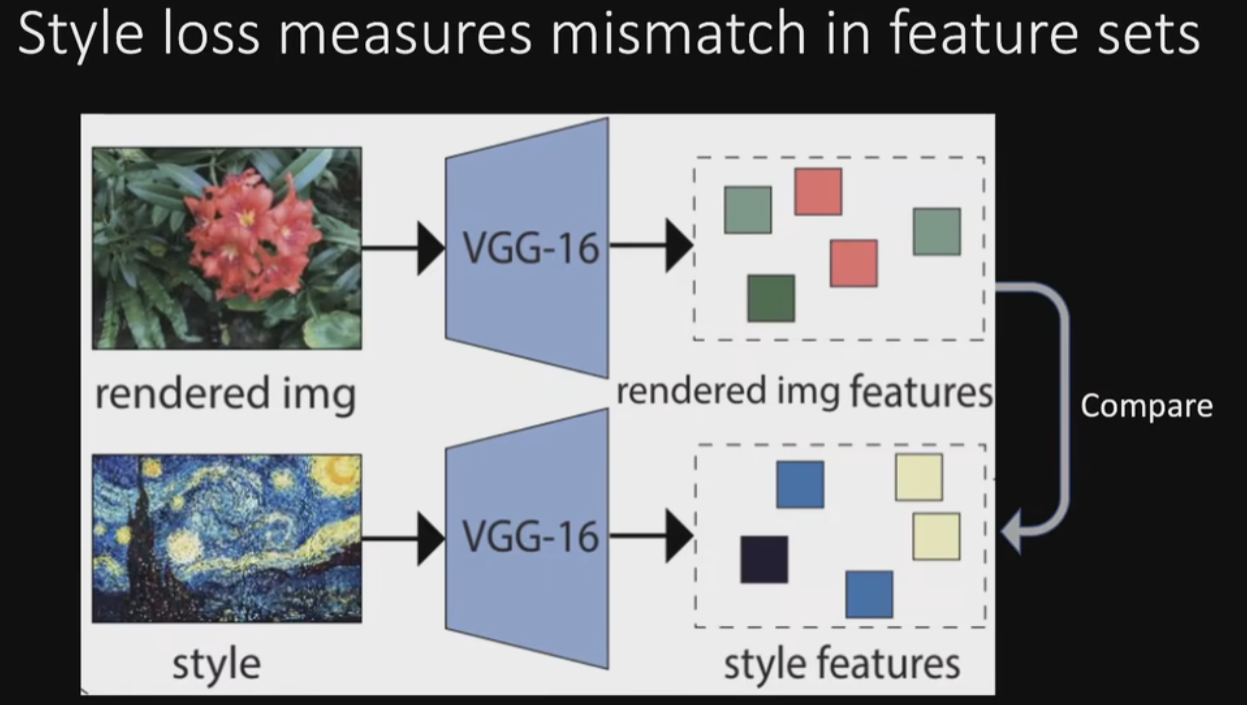 Style loss measures mismatch in feature sets
VGG-16
rendered img
rendered img features
Compare
VGG-16
style
style features